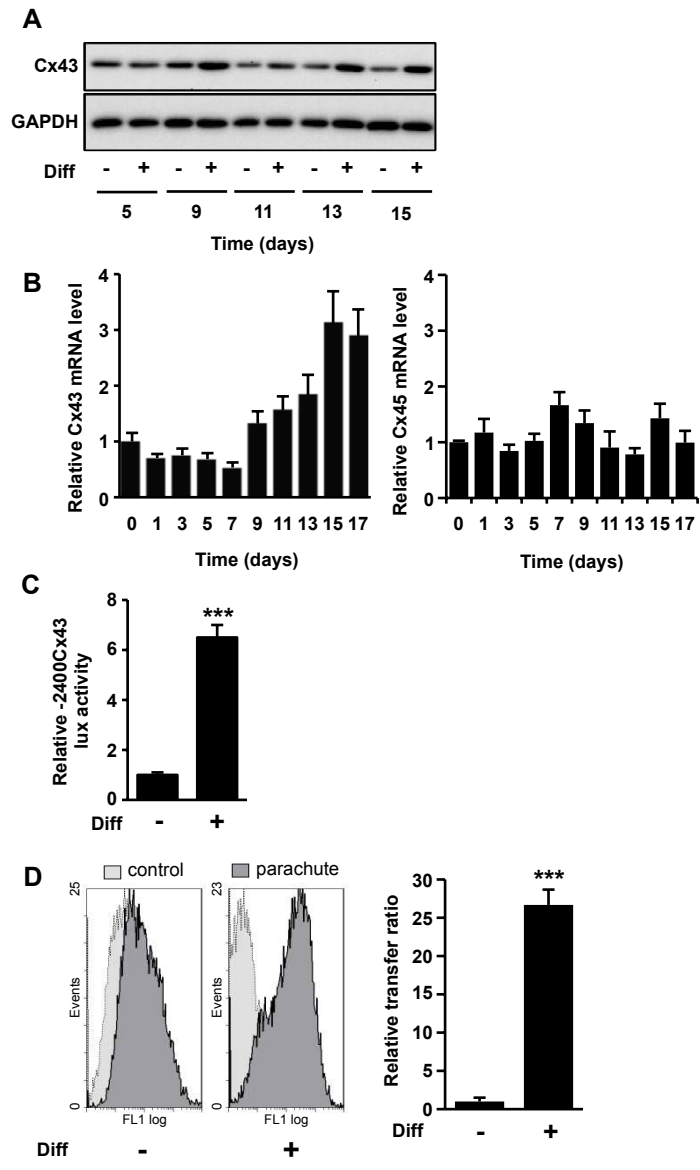 A
Cx43
GAPDH
Diff - + - + - + - + - +
5 9 11 13 15
Time (days)
B
Relative Cx43 mRNA level
4
3
2
1
0
0 1 3 5 7 9 11 13 15 17
Time (days)
Relative Cx45 mRNA level
4
3
2
1
0
0 1 3 5 7 9 11 13 15 17
Time (days)
C
Relative -2400Cx43
lux activity
8
6
4
2
0
***
Diff - +
D
control
parachute
25
Events
0
FL1 log
23
Events
0
FL1 log
Diff - +
Relative transfer ratio
30
25
20
15
10
5
0
***
Diff - +